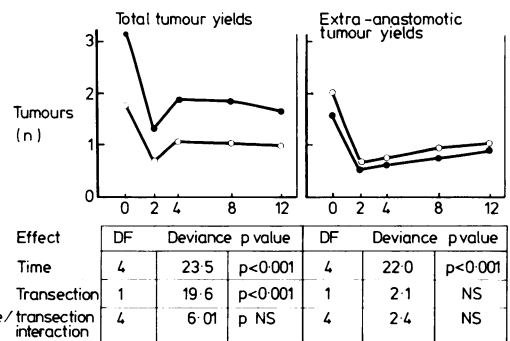 Total tumour yields
Extra-anastomotic
tumour yields
3
2
1
0
Tumours
(n)
0 2 4 8 12
0 2 4 8 12
Effect DF Deviance p value DF Deviance p value
Time 4 23·5 p<0·001 4 22·0 p<0·001
Transection 1 19·6 p<0·001 1 2·1 NS
e/transection 4 6·01 p NS 4 2·4 NS
interaction